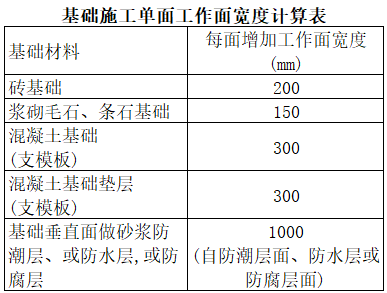 基础施工单面工作面宽度计算表
基础材料
每面增加工作面宽度
(mm)
砖基础
200
浆砌毛石、条石基础
150
混凝土基础
(支模板)
300
混凝土基础垫层
(支模板)
300
基础垂直面做砂浆防
潮层、或防水层,或防
腐层
1000
(自防潮层面、防水层或
防腐层面)